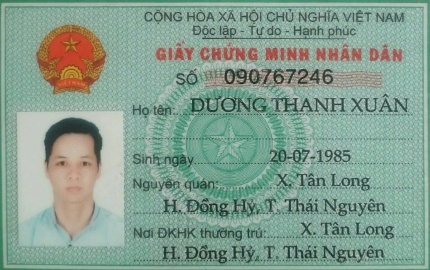 CỘNG HÒA XÃ HỘI CHỦ NGHĨA VIỆT NAM
Độc lập - Tự do - Hạnh phúc
GIẤY CHỨNG MINH NHÂN DÂN
SỐ 090767246
Họ tên: DƯƠNG THANH XUÂN
Sinh ngày 20-07-1985
Nguyên quán: X. Tân Long
H. Đồng Hỷ, T. Thái Nguyên
Nơi ĐKHK thường trú: X. Tân Long
H. Đồng Hỷ, T. Thái Nguyên
VIỆT NAM